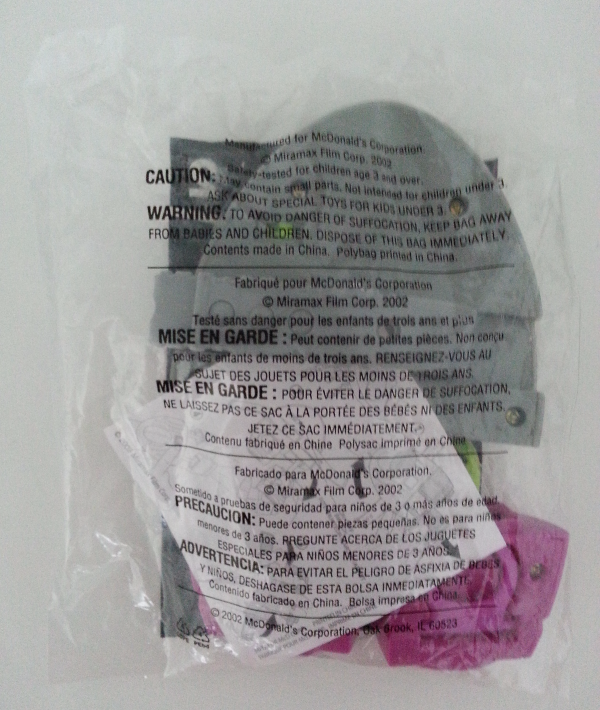 Manufactured for McDonald's Corporation
© Miramax Film Corp. 2002
CAUTION: Safety-tested for children age 3 and over.
May contain small parts. Not intended for children under 3.
ASK ABOUT SPECIAL TOYS FOR KIDS UNDER 3.
WARNING: TO AVOID DANGER OF SUFFOCATION, KEEP BAG AWAY
FROM BABIES AND CHILDREN. DISPOSE OF THIS BAG IMMEDIATELY.
Contents made in China. Polybag printed in China.
Fabriqué pour McDonald's Corporation
© Miramax Film Corp. 2002
Testé sans danger pour les enfants de trois ans et plus
MISE EN GARDE : Peut contenir de petites pièces. Non conçu
pour les enfants de moins de trois ans. RENSEIGNEZ-VOUS AU
SUJET DES JOUETS POUR LES MOINS DE TROIS ANS.
MISE EN GARDE : POUR ÉVITER LE DANGER DE SUFFOCATION,
NE LAISSEZ PAS CE SAC À LA PORTÉE DES BÉBÉS NI DES ENFANTS.
JETEZ CE SAC IMMÉDIATEMENT.
Contenu fabriqué en Chine Polysac imprimé en Chine
Fabricado para McDonald's Corporation.
© Miramax Film Corp. 2002
Sometido a pruebas de seguridad para niños de 3 o más años de edad.
PRECAUCION: Puede contener piezas pequeñas. No es para niños
menores de 3 años. PREGUNTE ACERCA DE LOS JUGUETES
ESPECIALES PARA NIÑOS MENORES DE 3 AÑOS.
ADVERTENCIA: PARA EVITAR EL PELIGRO DE ASFIXIA DE BEBES
Y NIÑOS, DESHAGASE DE ESTA BOLSA INMEDIATAMENTE.
Contenido fabricado en China. Bolsa impresa en China.
© 2002 McDonald's Corporation, Oak Brook, IL 60523